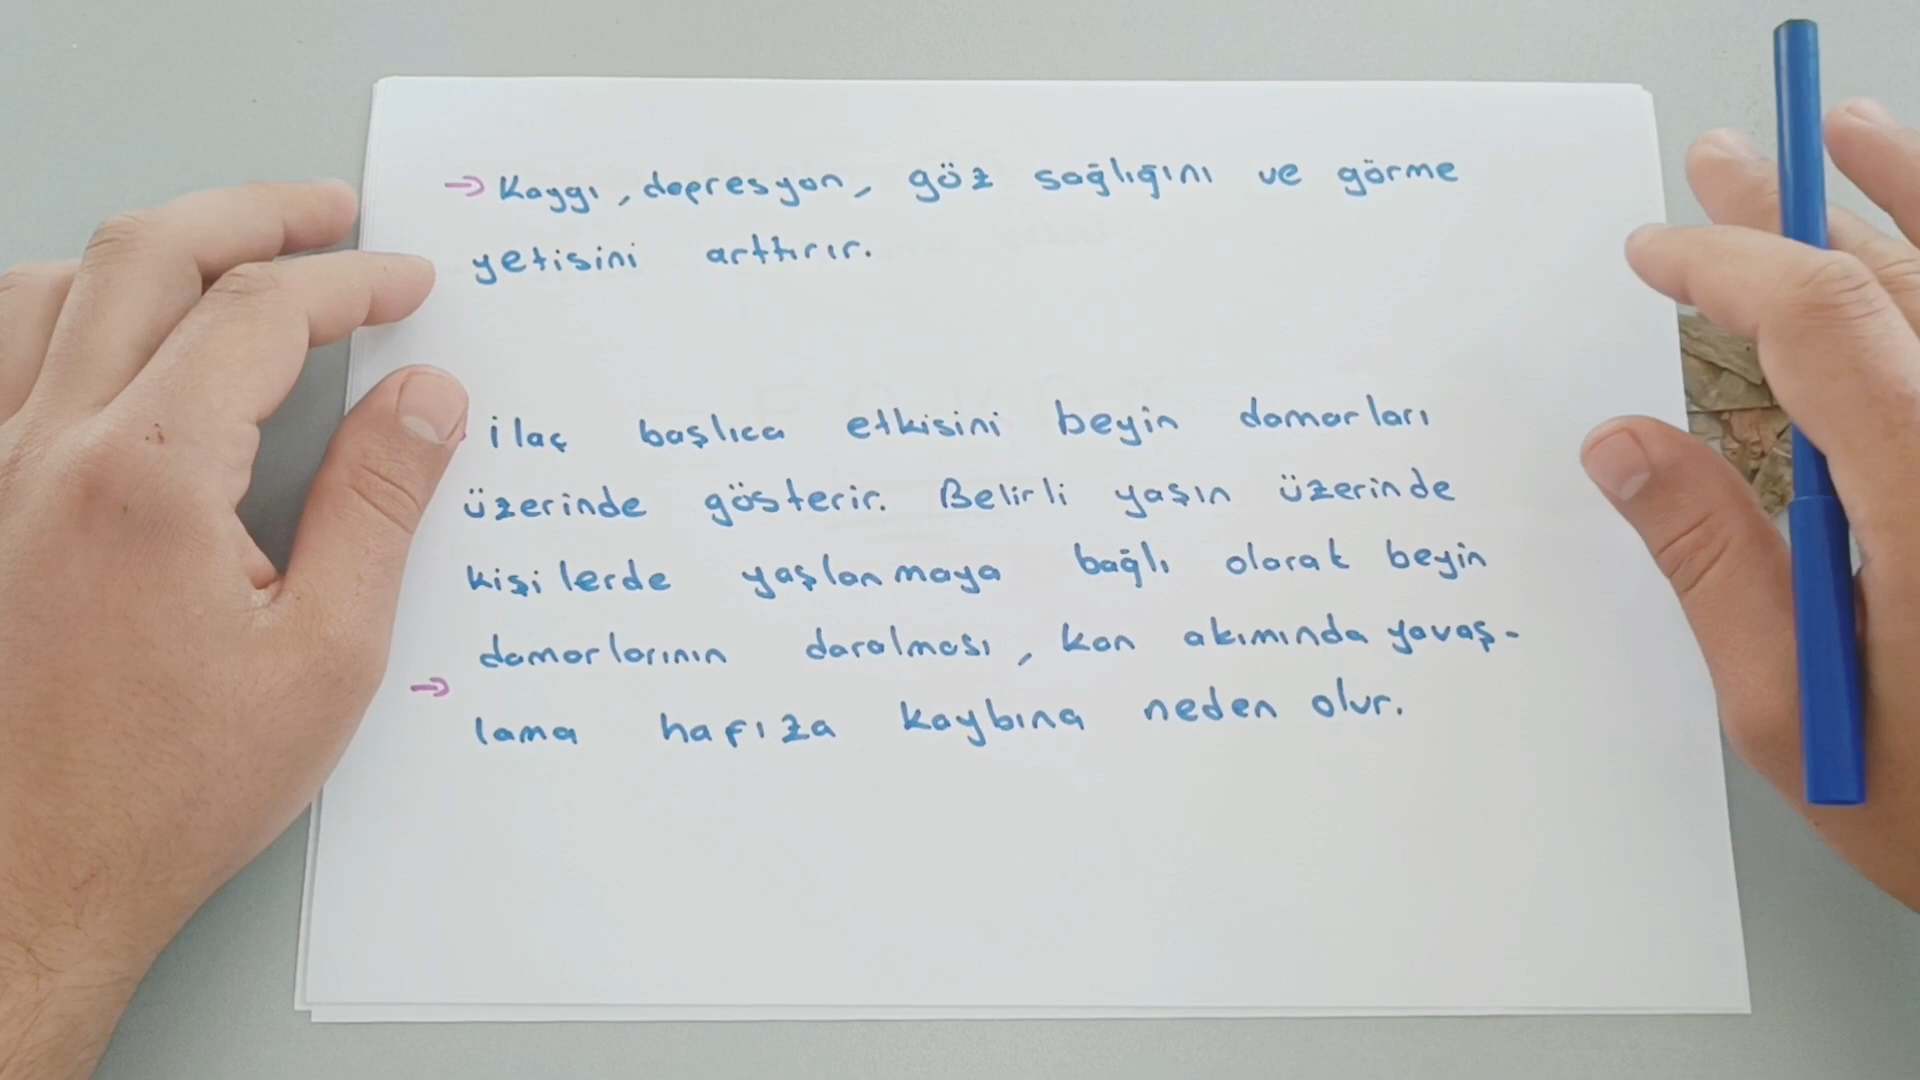 → Kaygı, depresyon, göz sağlığını ve görme
yetisini arttırır.
İlaç başlıca etkisini beyin damarları
üzerinde gösterir. Belirli yaşın üzerinde
kişilerde yaşlanmaya bağlı olarak beyin
damarlarının daralması, kan akımında yavaş-
→ lama hafıza kaybına neden olur.